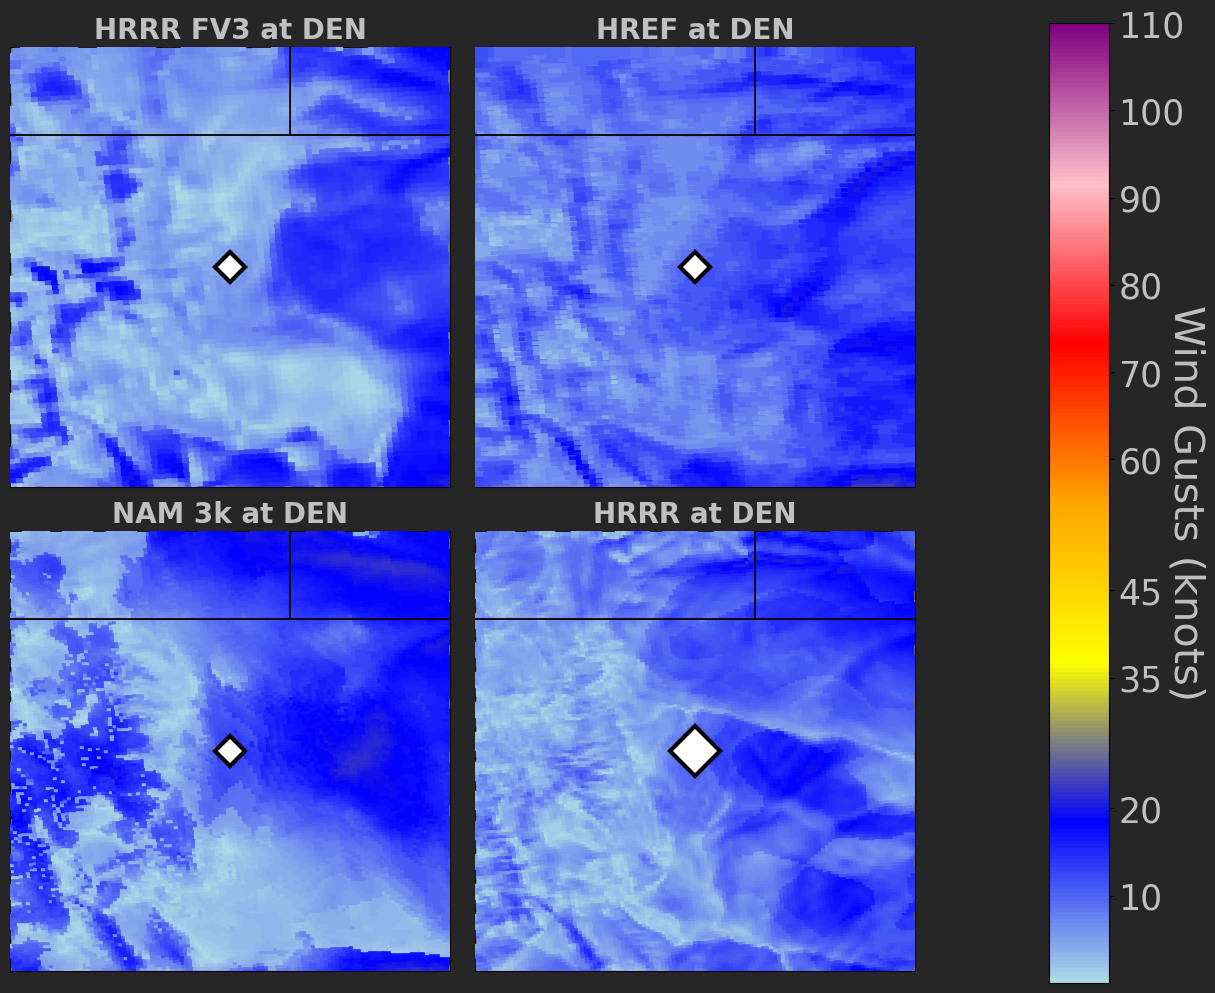 HRRR FV3 at DEN
HREF at DEN
NAM 3k at DEN
HRRR at DEN
110
100
90
80
70
60
45
35
20
10
Wind Gusts (knots)